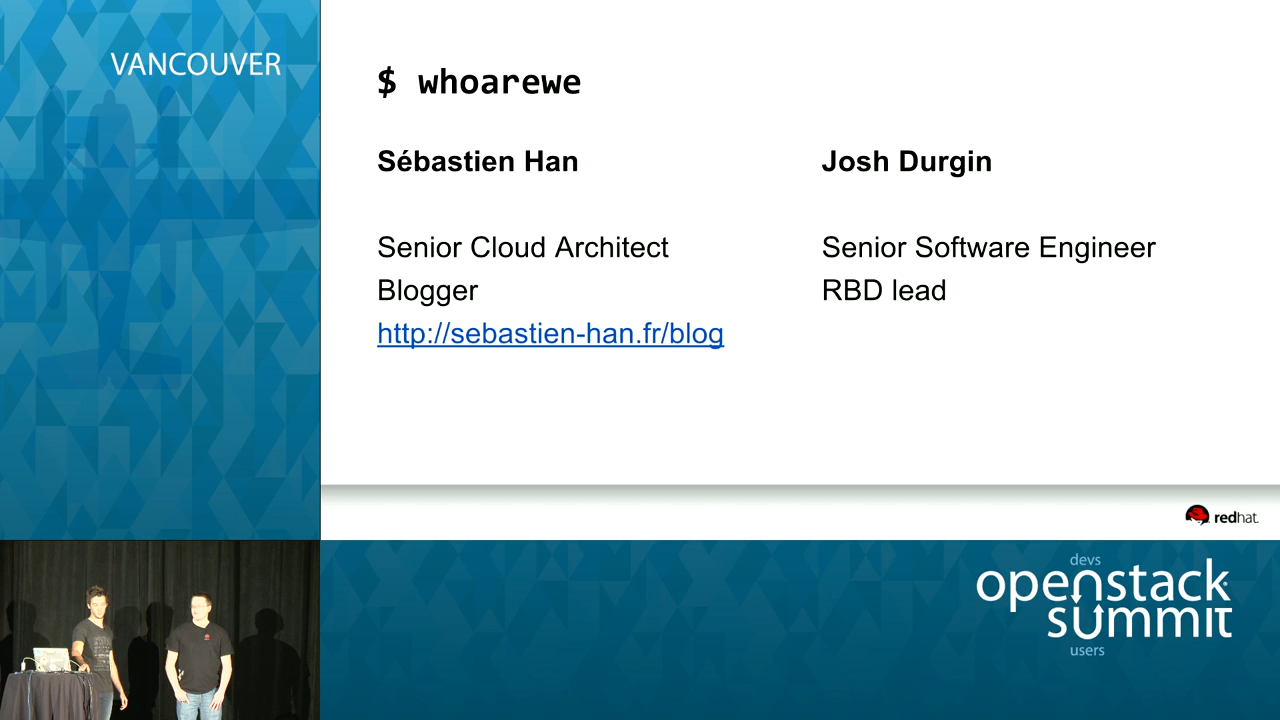 VANCOUVER
$ whoarewe
Sébastien Han
Josh Durgin
Senior Cloud Architect
Senior Software Engineer
Blogger
RBD lead
http://sebastien-han.fr/blog
redhat.
devs
openstack
summit
users